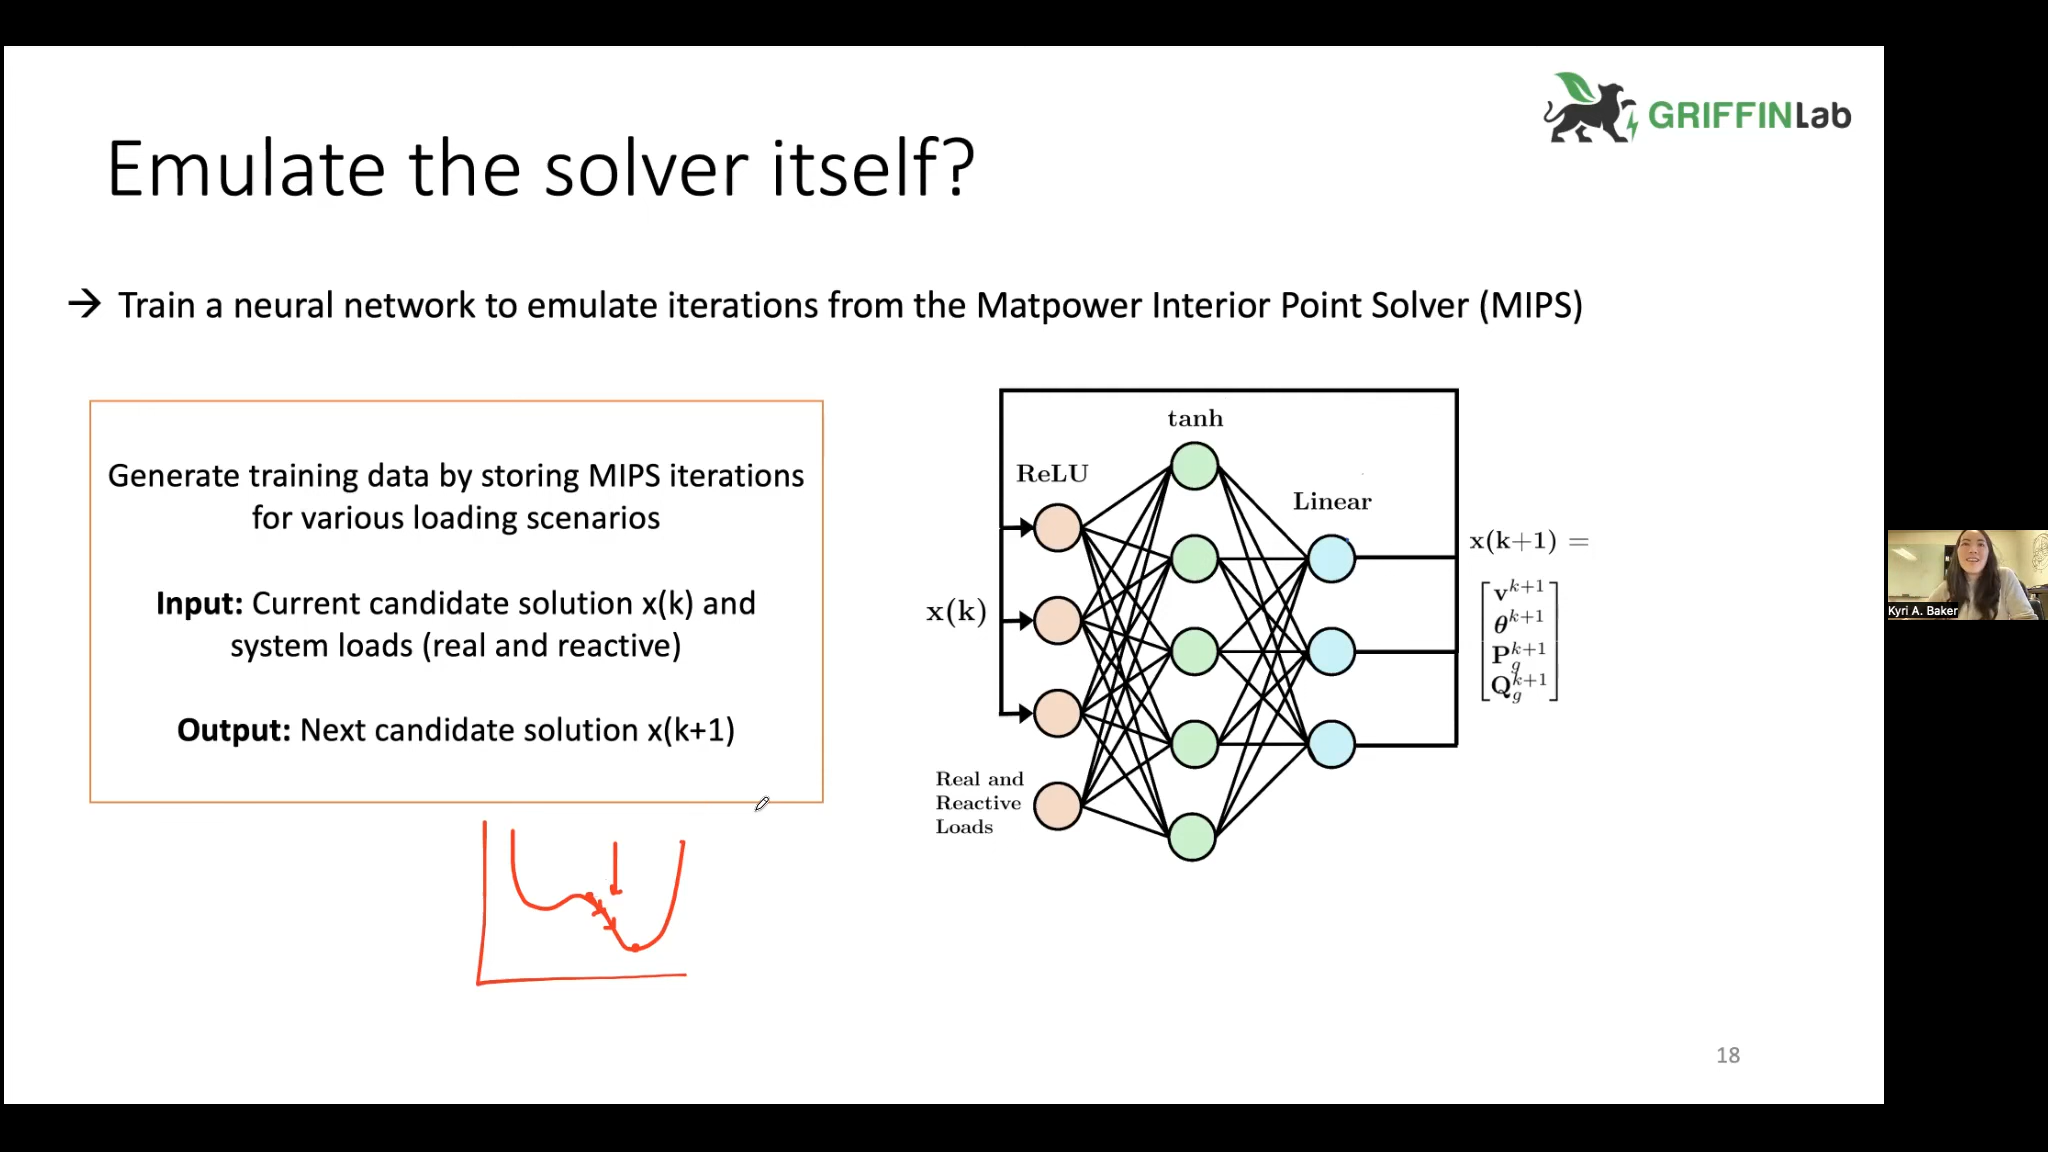 GRIFFINLab
Emulate the solver itself?
→ Train a neural network to emulate iterations from the Matpower Interior Point Solver (MIPS)
Generate training data by storing MIPS iterations
for various loading scenarios
Input: Current candidate solution x(k) and
system loads (real and reactive)
Output: Next candidate solution x(k+1)
tanh
ReLU
Linear
x(k)
Real and
Reactive
Loads
x(k+1) =
v^{k+1}
θ^{k+1}
P_g^{k+1}
Q_g^{k+1}
18
Kyri A. Baker